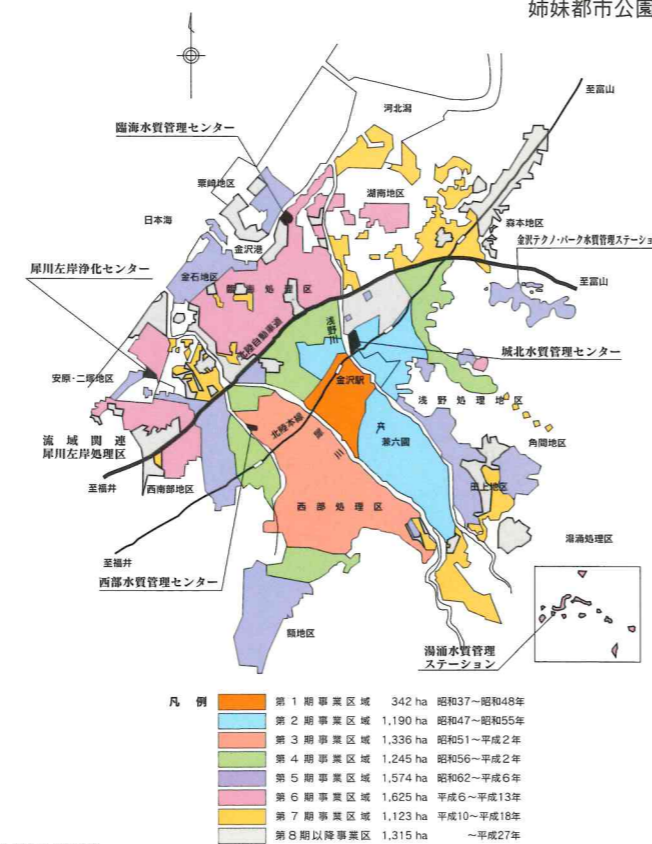 姉妹都市公園
河北潟
至富山
臨海水質管理センター
粟崎地区
湖南地区
日本海
森本地区
金沢港
金沢テクノ・パーク水質管理ステーショ
犀川左岸浄化センター
金石地区
臨海処理区
至富山
北陸自動車道
浅野川
城北水質管理センター
安原・二塚地区
金沢駅
浅野処理地区
北陸本線
犀川
兼六園
角間地区
流域関連
犀川左岸処理区
至福井
西南部地区
田上地区
西部処理区
湯涌処理区
至福井
西部水質管理センター
額地区
湯涌水質管理
ステーション
凡例
第1期事業区域 342 ha 昭和37～昭和48年
第2期事業区域 1,190 ha 昭和47～昭和55年
第3期事業区域 1,336 ha 昭和51～平成2年
第4期事業区域 1,245 ha 昭和56～平成2年
第5期事業区域 1,574 ha 昭和62～平成6年
第6期事業区域 1,625 ha 平成6～平成13年
第7期事業区域 1,123 ha 平成10～平成18年
第8期以降事業区 1,315 ha ～平成27年